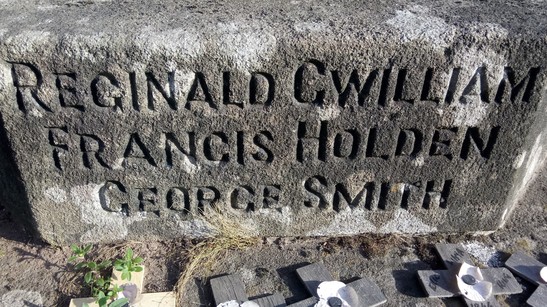 REGINALD GWILLIAM
FRANCIS HOLDEN
GEORGE SMITH